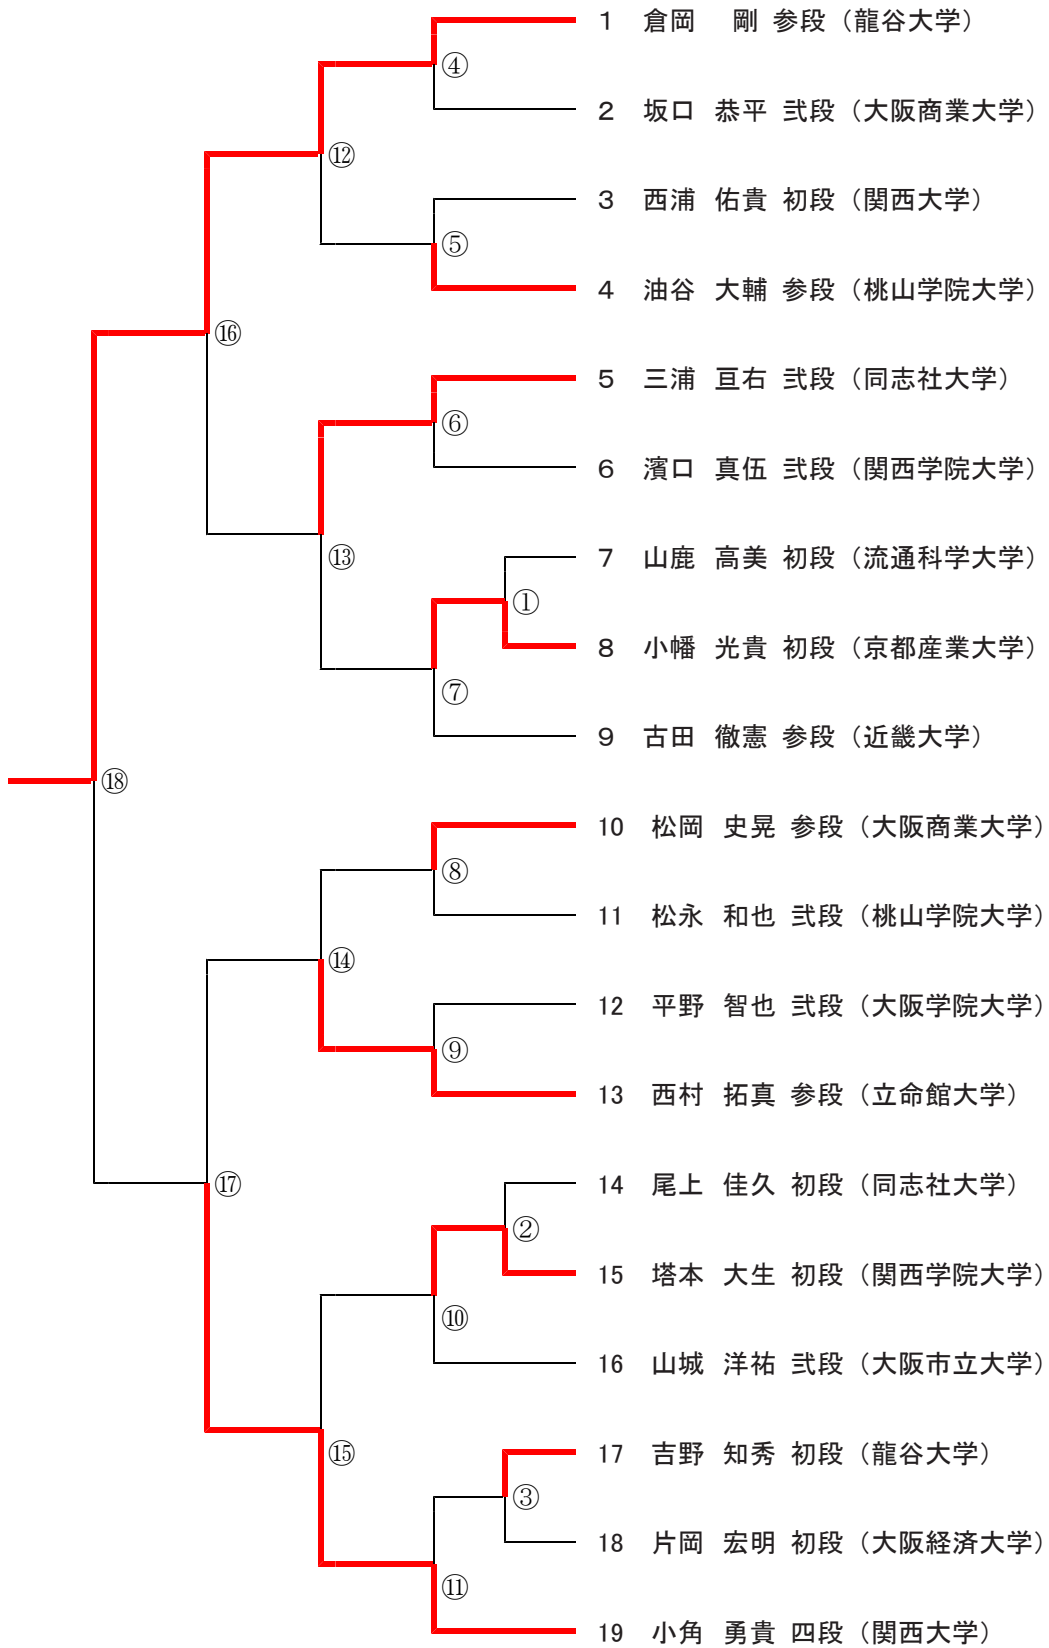 1 倉岡 剛 参段（龍谷大学）
④
2 坂口 恭平 弐段（大阪商業大学）
⑫
3 西浦 佑貴 初段（関西大学）
⑤
4 油谷 大輔 参段（桃山学院大学）
⑯
5 三浦 亘右 弐段（同志社大学）
⑥
6 濱口 真伍 弐段（関西学院大学）
⑬
7 山鹿 高美 初段（流通科学大学）
①
8 小幡 光貴 初段（京都産業大学）
⑦
9 古田 徹憲 参段（近畿大学）
⑱
10 松岡 史晃 参段（大阪商業大学）
⑧
11 松永 和也 弐段（桃山学院大学）
⑭
12 平野 智也 弐段（大阪学院大学）
⑨
13 西村 拓真 参段（立命館大学）
⑰
14 尾上 佳久 初段（同志社大学）
②
15 塔本 大生 初段（関西学院大学）
⑩
16 山城 洋祐 弐段（大阪市立大学）
⑮
17 吉野 知秀 初段（龍谷大学）
③
18 片岡 宏明 初段（大阪経済大学）
⑪
19 小角 勇貴 四段（関西大学）